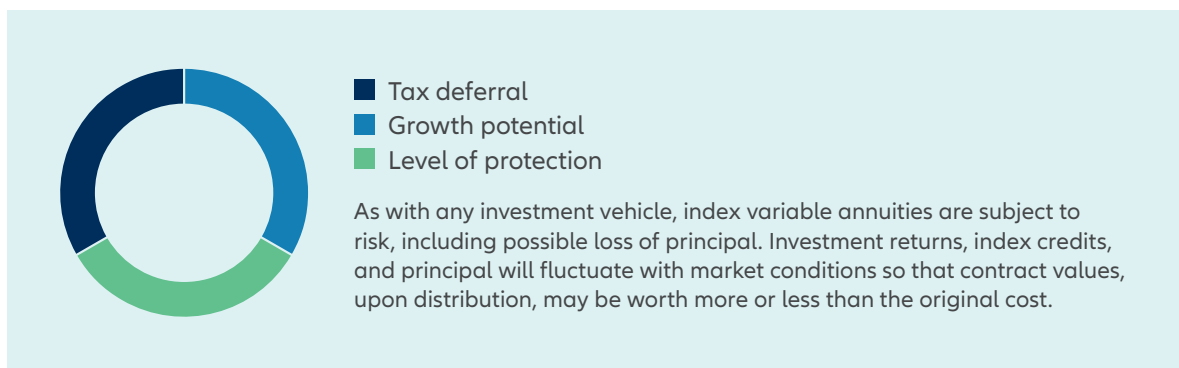 Tax deferral
Growth potential
Level of protection
As with any investment vehicle, index variable annuities are subject to
risk, including possible loss of principal. Investment returns, index credits,
and principal will fluctuate with market conditions so that contract values,
upon distribution, may be worth more or less than the original cost.